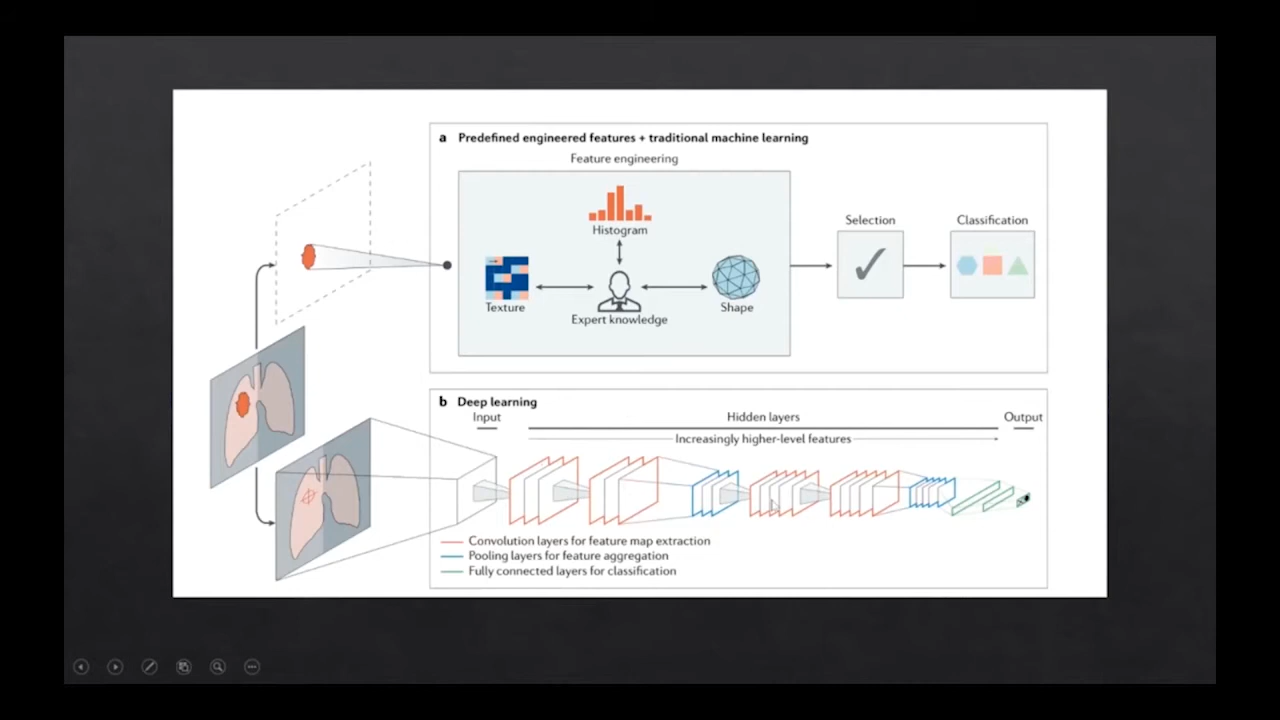 a Predefined engineered features + traditional machine learning
Feature engineering
Histogram
Texture
Expert knowledge
Shape
Selection
Classification
b Deep learning
Input
Hidden layers
Output
Increasingly higher-level features
Convolution layers for feature map extraction
Pooling layers for feature aggregation
Fully connected layers for classification